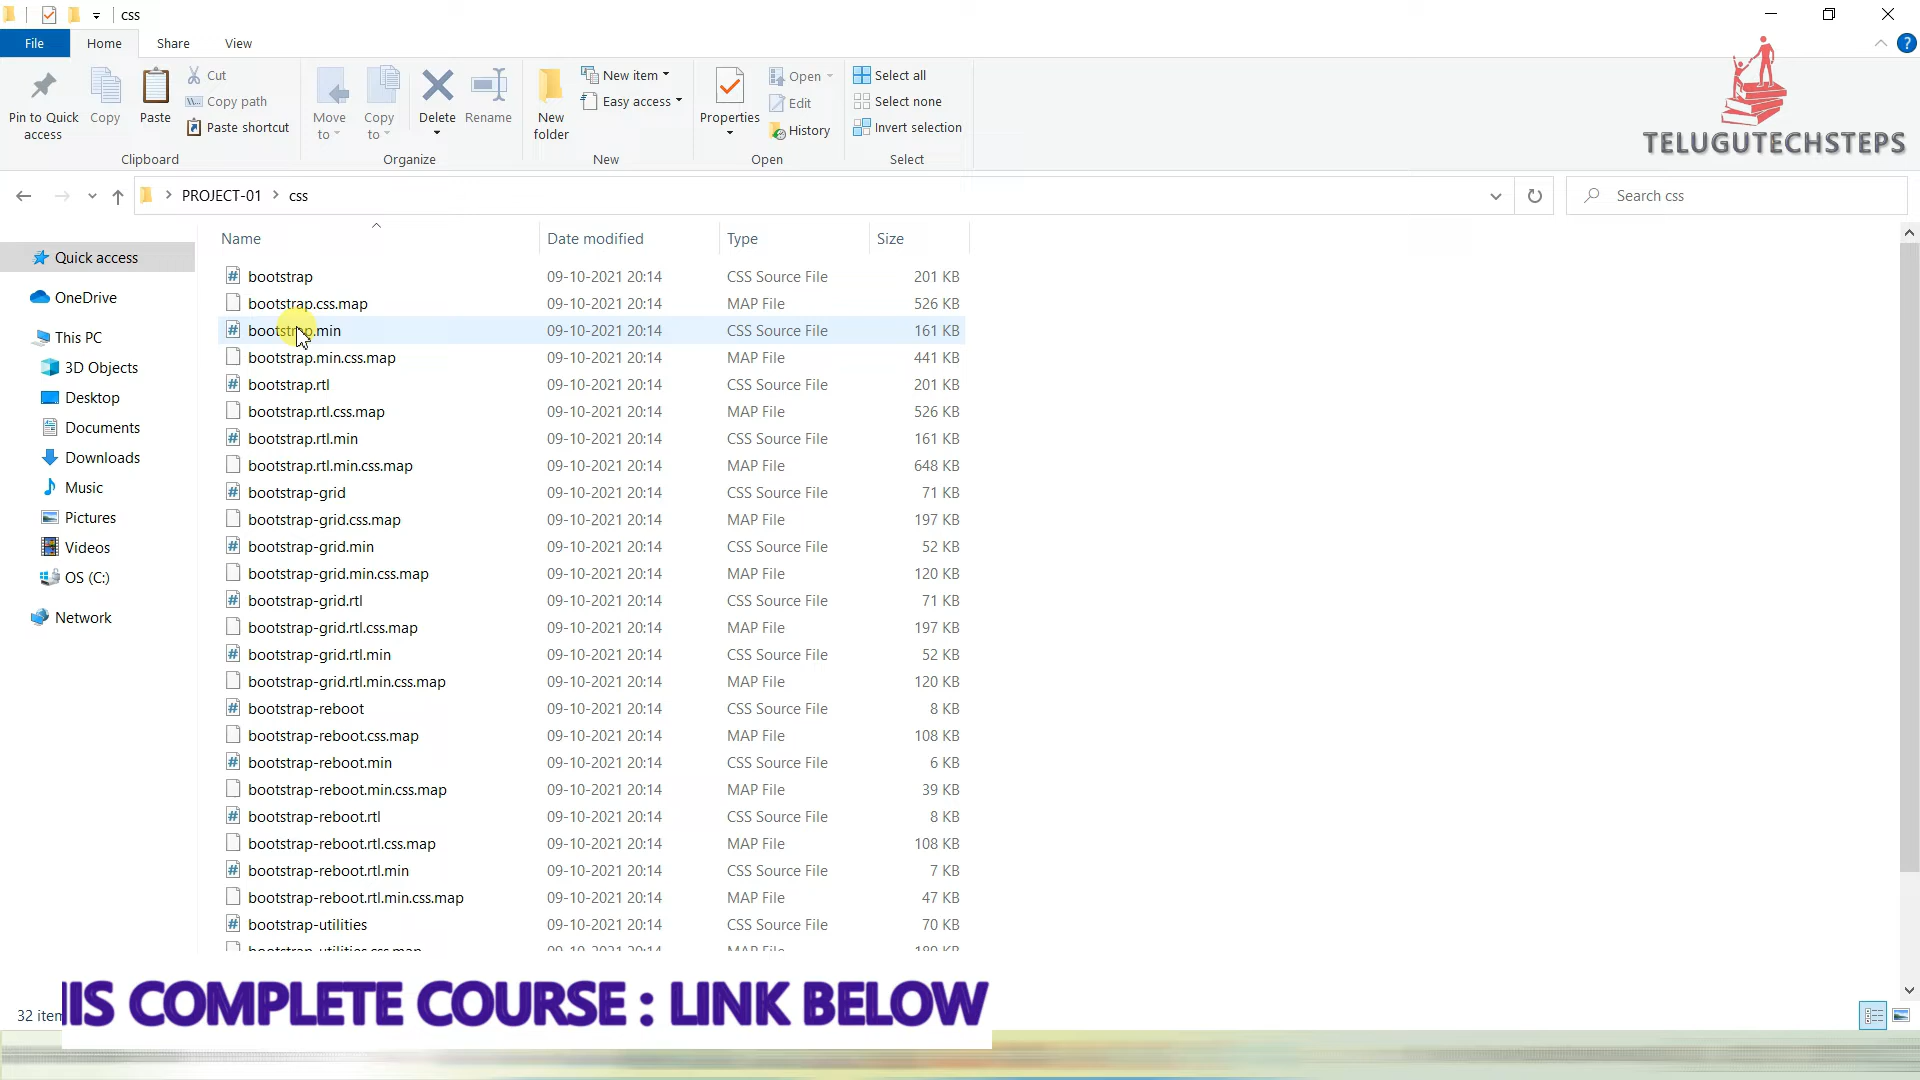 css
File Home Share View
Pin to Quick access
Copy
Paste
Cut
Copy path
Paste shortcut
Clipboard
Move to
Copy to
Delete
Rename
Organize
New folder
New item
Easy access
New
Properties
Open
Edit
History
Open
Select all
Select none
Invert selection
Select
TELUGUTECHSTEPS
PROJECT-01 css
Search css
Quick access
OneDrive
This PC
3D Objects
Desktop
Documents
Downloads
Music
Pictures
Videos
OS (C:)
Network
Name Date modified Type Size
bootstrap 09-10-2021 20:14 CSS Source File 201 KB
bootstrap.css.map 09-10-2021 20:14 MAP File 526 KB
bootstrap.min 09-10-2021 20:14 CSS Source File 161 KB
bootstrap.min.css.map 09-10-2021 20:14 MAP File 441 KB
bootstrap.rtl 09-10-2021 20:14 CSS Source File 201 KB
bootstrap.rtl.css.map 09-10-2021 20:14 MAP File 526 KB
bootstrap.rtl.min 09-10-2021 20:14 CSS Source File 161 KB
bootstrap.rtl.min.css.map 09-10-2021 20:14 MAP File 648 KB
bootstrap-grid 09-10-2021 20:14 CSS Source File 71 KB
bootstrap-grid.css.map 09-10-2021 20:14 MAP File 197 KB
bootstrap-grid.min 09-10-2021 20:14 CSS Source File 52 KB
bootstrap-grid.min.css.map 09-10-2021 20:14 MAP File 120 KB
bootstrap-grid.rtl 09-10-2021 20:14 CSS Source File 71 KB
bootstrap-grid.rtl.css.map 09-10-2021 20:14 MAP File 197 KB
bootstrap-grid.rtl.min 09-10-2021 20:14 CSS Source File 52 KB
bootstrap-grid.rtl.min.css.map 09-10-2021 20:14 MAP File 120 KB
bootstrap-reboot 09-10-2021 20:14 CSS Source File 8 KB
bootstrap-reboot.css.map 09-10-2021 20:14 MAP File 108 KB
bootstrap-reboot.min 09-10-2021 20:14 CSS Source File 6 KB
bootstrap-reboot.min.css.map 09-10-2021 20:14 MAP File 39 KB
bootstrap-reboot.rtl 09-10-2021 20:14 CSS Source File 8 KB
bootstrap-reboot.rtl.css.map 09-10-2021 20:14 MAP File 108 KB
bootstrap-reboot.rtl.min 09-10-2021 20:14 CSS Source File 7 KB
bootstrap-reboot.rtl.min.css.map 09-10-2021 20:14 MAP File 47 KB
bootstrap-utilities 09-10-2021 20:14 CSS Source File 70 KB
IS COMPLETE COURSE : LINK BELOW
32 item